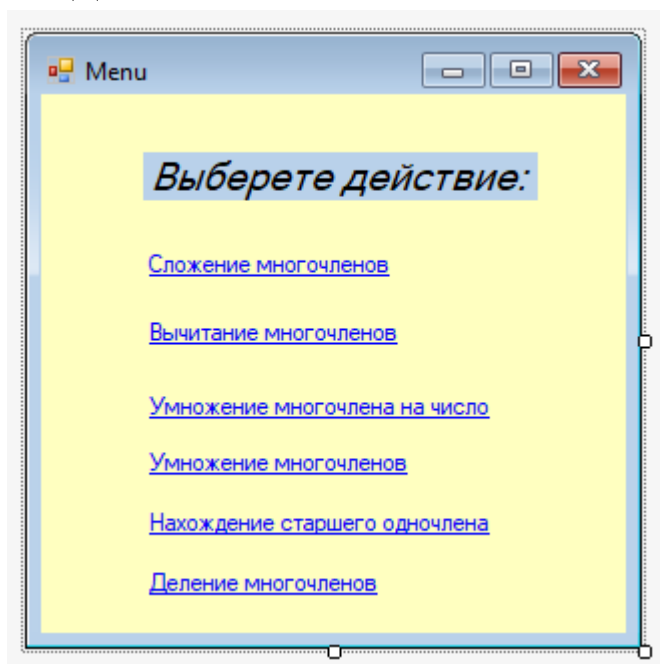 Menu
Выберете действие:
Сложение многочленов
Вычитание многочленов
Умножение многочлена на число
Умножение многочленов
Нахождение старшего одночлена
Деление многочленов